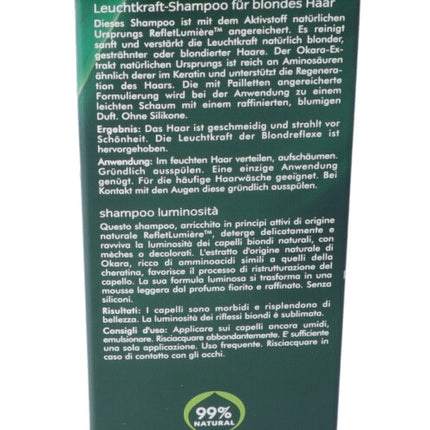 Leuchtkraft-Shampoo für blondes Haar
Dieses Shampoo ist mit dem Aktivstoff natürlichen
Ursprungs RefletLumière™ angereichert. Es reinigt
sanft und verstärkt die Leuchtkraft natürlich blonder,
gesträhnter oder blondierter Haare. Der Okara-Ex-
trakt natürlichen Ursprungs ist reich an Aminosäuren
ähnlich derer im Keratin und unterstützt die Regenera-
tion des Haars. Die mit Pailletten angereicherte
Formulierung wird bei der Anwendung zu einem
leichten Schaum mit einem raffinierten, blumigen
Duft. Ohne Silikone.
Ergebnis: Das Haar ist geschmeidig und strahlt vor
Schönheit. Die Leuchtkraft der Blondreflexe ist
hervorgehoben.
Anwendung: Im feuchten Haar verteilen, aufschäumen.
Gründlich ausspülen. Eine einzige Anwendung
genügt. Für die häufige Haarwäsche geeignet. Bei
Kontakt mit den Augen diese gründlich ausspülen.
shampoo luminosità
Questo shampoo, arricchito in principi attivi di origine
naturale RefletLumière™, deterge delicatamente e
ravviva la luminosità dei capelli biondi naturali, con
mèches o decolorati. L'estratto d'origine naturale di
Okara, ricco di amminoacidi simili a quelli della
cheratina, favorisce il processo di ristrutturazione del
capello. La sua formula luminosa si trasforma in una
mousse leggera dal profumo fiorito e raffinato. Senza
siliconi.
Risultati: I capelli sono morbidi e risplendono di
bellezza. La luminosità dei riflessi biondi è sublimata.
Consigli d'uso: Applicare sui capelli ancora umidi,
emulsionare. Risciacquare abbondantemente. E' sufficiente
una sola applicazione. Uso frequente. Risciacquare in
caso di contatto con gli occhi.
99%
NATURAL